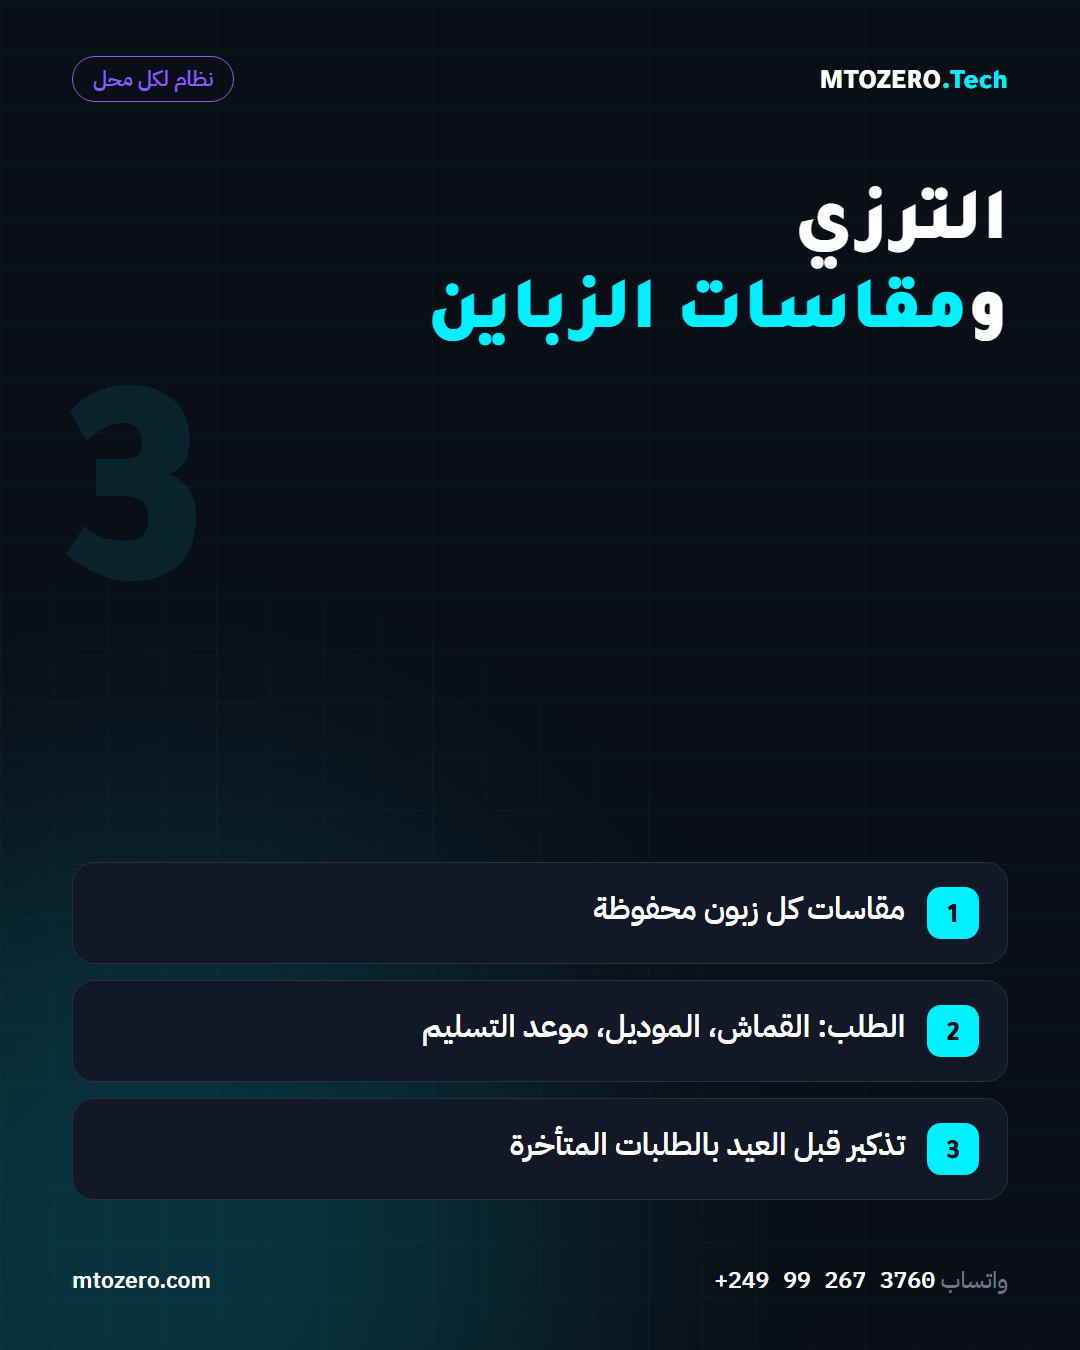 MTOZERO.Tech
نظام لكل محل
الترزي
ومقاسات الزباين
3
1 مقاسات كل زبون محفوظة
2 الطلب: القماش، الموديل، موعد التسليم
3 تذكير قبل العيد بالطلبات المتأخرة
واتساب +249 99 267 3760
mtozero.com